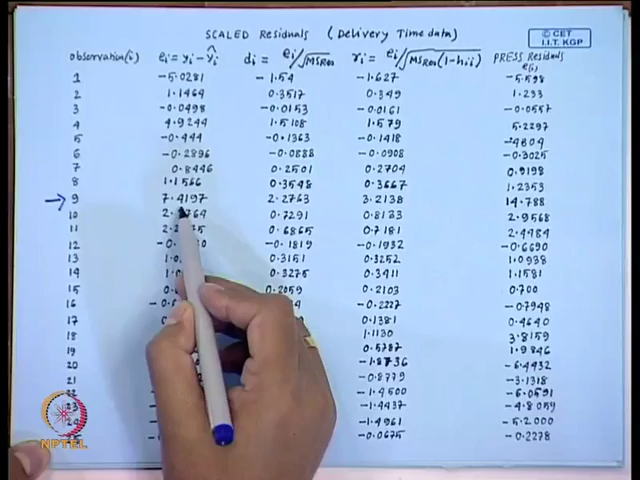 SCALED Residuals (Delivery Time data)
© CET
I.I.T. KGP
Observation(i) eᵢ = yᵢ − ŷᵢ dᵢ = eᵢ/√MSRes rᵢ = eᵢ/√MSRes(1−hᵢᵢ) PRESS Residuals e(i)
1 −5.0281 −1.54 −1.627 −5.598
2 1.1464 0.3517 0.349 1.233
3 −0.0498 −0.0153 −0.0161 −0.0557
4 4.9244 1.5108 1.579 5.2297
5 −0.444 −0.1363 −0.1418 −4804
6 −0.2896 −0.0888 −0.0908 −0.3025
7 0.8446 0.2501 0.2704 0.9198
8 1.1566 0.3548 0.3667 1.2353
9 7.4197 2.2763 3.2138 14.788
10 0.7291 0.8133 2.9568
11 0.6865 0.7181 2.4484
12 −0.1819 −0.1932 −0.6690
13 0.3151 0.3252 1.0938
14 0.3275 0.3411 1.1581
15 0.2059 0.2103 0.700
16 −0.2227 −0.7948
17 0.1381 0.4640
18 1.1130 3.8159
19 0.5787 1.9846
20 −1.8736 −6.4432
21 −0.8779 −3.1318
22 −1.4500 −6.0591
23 −1.4437 −4.8059
24 −1.4961 −5.2000
−0.0675 −0.2278
NPTEL